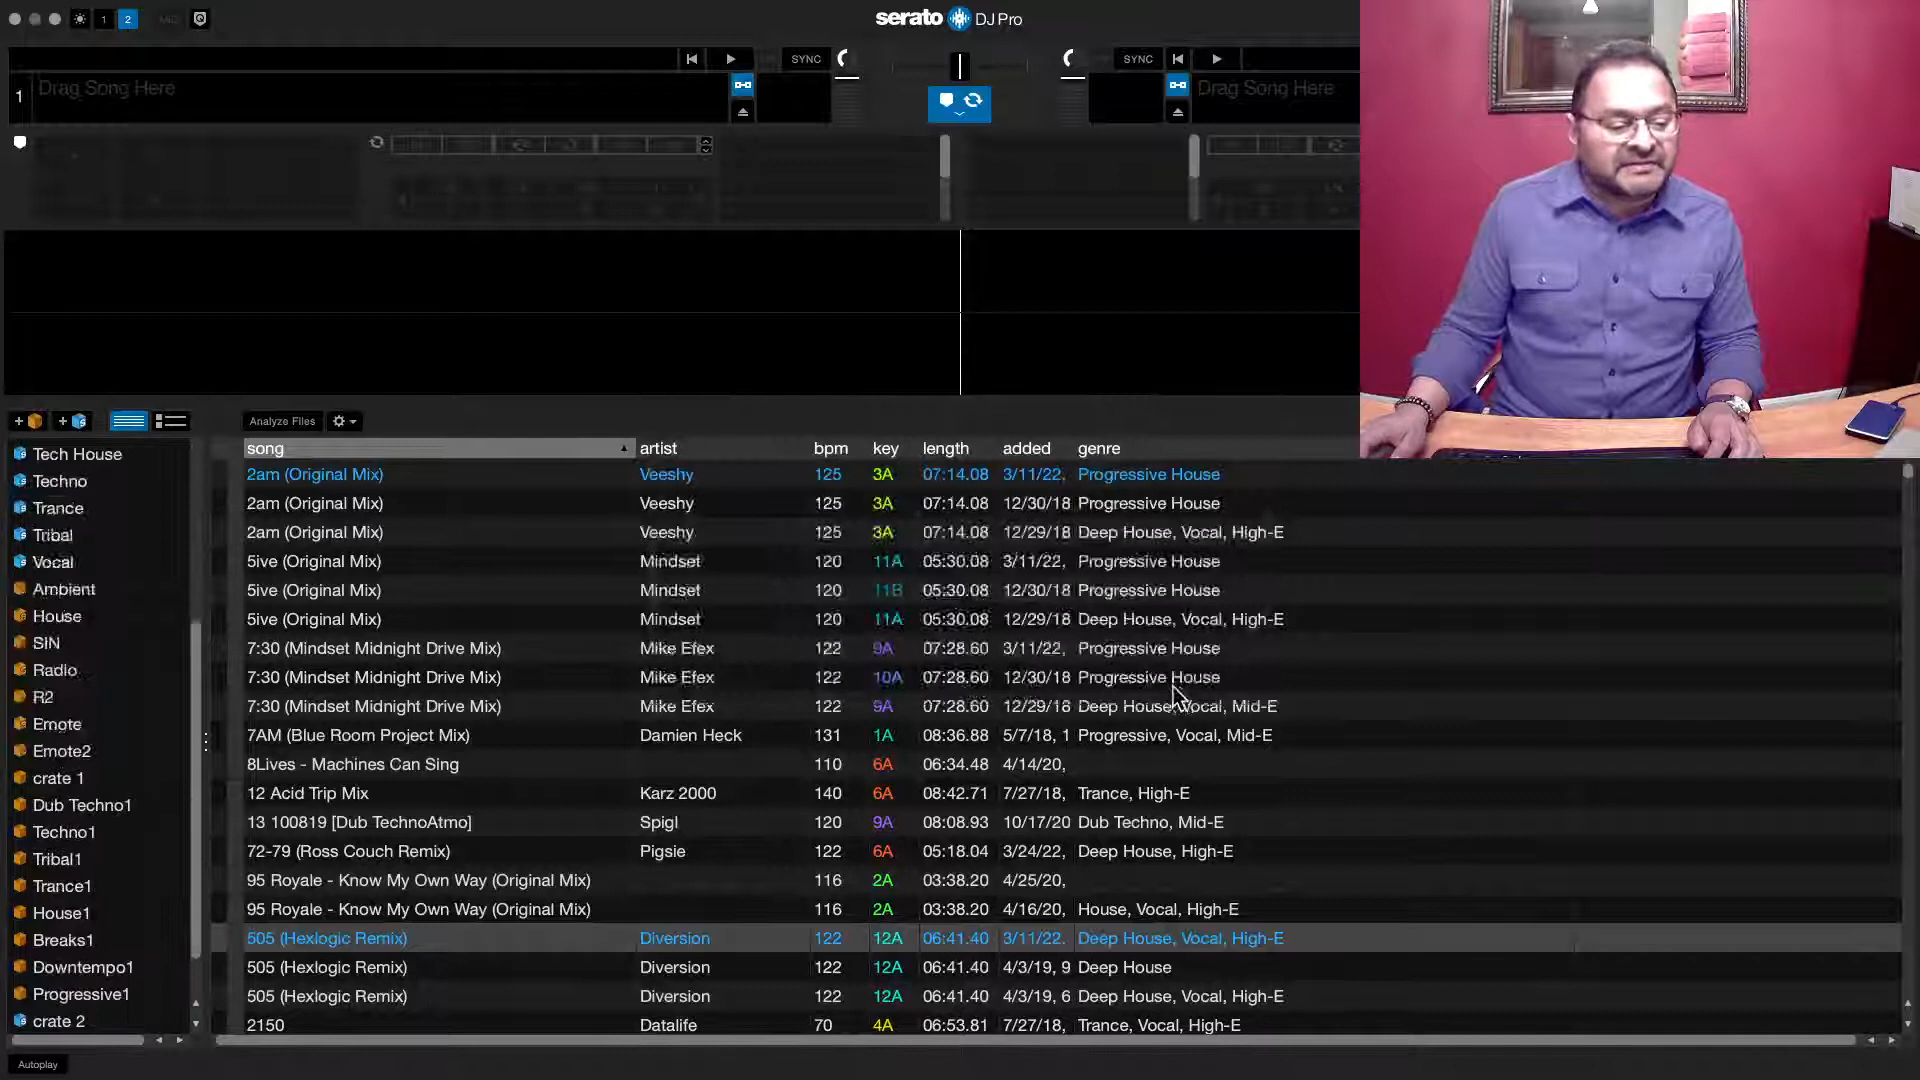 1 2 MIDI
serato DJ Pro
SYNC SYNC
1 Drag Song Here Drag Song Here
Analyze Files
song artist bpm key length added genre
Tech House
Techno
Trance
Tribal
Vocal
Ambient
House
SIN
Radio
R2
Emote
Emote2
crate 1
Dub Techno1
Techno1
Tribal1
Trance1
House1
Breaks1
Downtempo1
Progressive1
crate 2
2am (Original Mix) Veeshy 125 3A 07:14.08 3/11/22, Progressive House
2am (Original Mix) Veeshy 125 3A 07:14.08 12/30/18 Progressive House
2am (Original Mix) Veeshy 125 3A 07:14.08 12/29/18 Deep House, Vocal, High-E
5ive (Original Mix) Mindset 120 11A 05:30.08 3/11/22, Progressive House
5ive (Original Mix) Mindset 120 11B 05:30.08 12/30/18 Progressive House
5ive (Original Mix) Mindset 120 11A 05:30.08 12/29/18 Deep House, Vocal, High-E
7:30 (Mindset Midnight Drive Mix) Mike Efex 122 9A 07:28.60 3/11/22, Progressive House
7:30 (Mindset Midnight Drive Mix) Mike Efex 122 10A 07:28.60 12/30/18 Progressive House
7:30 (Mindset Midnight Drive Mix) Mike Efex 122 9A 07:28.60 12/29/18 Deep House, Vocal, Mid-E
7AM (Blue Room Project Mix) Damien Heck 131 1A 08:36.88 5/7/18, 1 Progressive, Vocal, Mid-E
8Lives - Machines Can Sing 110 6A 06:34.48 4/14/20,
12 Acid Trip Mix Karz 2000 140 6A 08:42.71 7/27/18, Trance, High-E
13 100819 [Dub TechnoAtmo] Spigl 120 9A 08:08.93 10/17/20 Dub Techno, Mid-E
72-79 (Ross Couch Remix) Pigsie 122 6A 05:18.04 3/24/22, Deep House, High-E
95 Royale - Know My Own Way (Original Mix) 116 2A 03:38.20 4/25/20,
95 Royale - Know My Own Way (Original Mix) 116 2A 03:38.20 4/16/20, House, Vocal, High-E
505 (Hexlogic Remix) Diversion 122 12A 06:41.40 3/11/22, Deep House, Vocal, High-E
505 (Hexlogic Remix) Diversion 122 12A 06:41.40 4/3/19, 9 Deep House
505 (Hexlogic Remix) Diversion 122 12A 06:41.40 4/3/19, 6 Deep House, Vocal, High-E
2150 Datalife 70 4A 06:53.81 7/27/18, Trance, Vocal, High-E
Autoplay